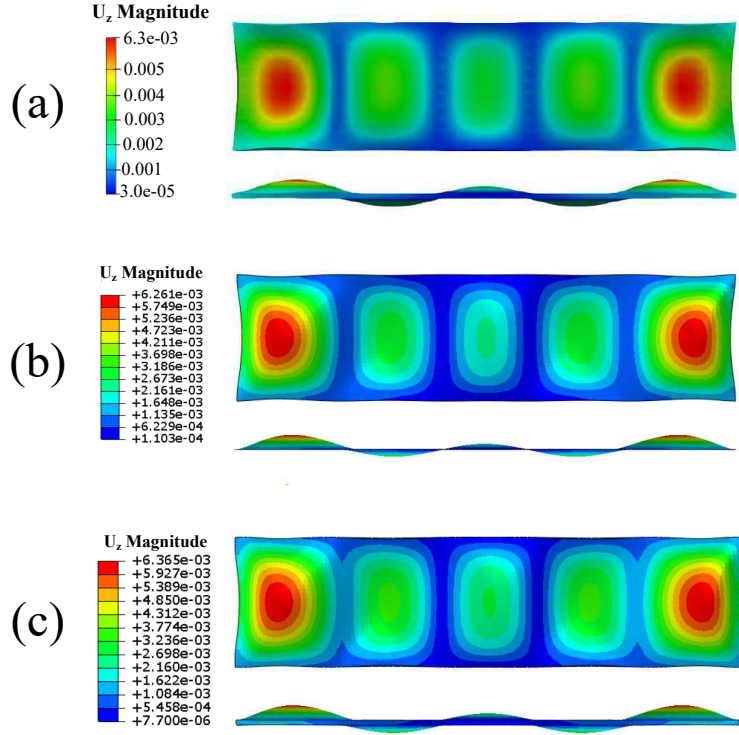 U_z Magnitude
6.3e-03
0.005
0.004
0.002
0.001
3.0e-05
(a)
U_z Magnitude
+6.261e-03
+5.749e-03
+5.236e-03
+4.723e-03
+4.211e-03
+3.698e-03
+3.186e-03
+2.673e-03
+2.161e-03
+1.648e-03
+1.135e-03
+6.229e-04
+1.103e-04
(b)
U_z Magnitude
+6.365e-03
+5.927e-03
+5.389e-03
+4.850e-03
+4.312e-03
+3.774e-03
+3.236e-03
+2.698e-03
+2.160e-03
+1.622e-03
+1.084e-03
+5.458e-04
+7.700e-06
(c)